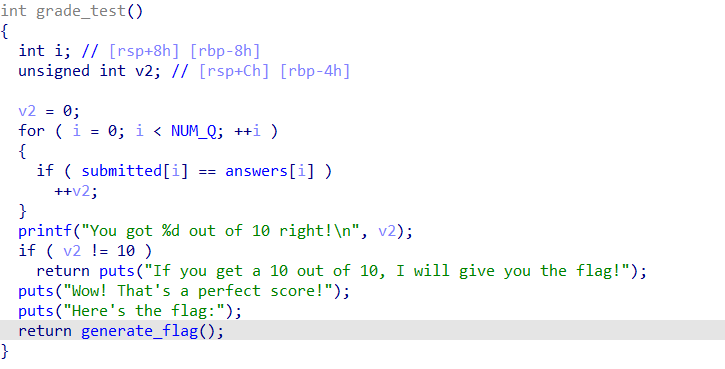 int grade_test()
{
  int i; // [rsp+8h] [rbp-8h]
  unsigned int v2; // [rsp+Ch] [rbp-4h]

  v2 = 0;
  for ( i = 0; i < NUM_Q; ++i )
  {
    if ( submitted[i] == answers[i] )
      ++v2;
  }
  printf("You got %d out of 10 right!\n", v2);
  if ( v2 != 10 )
    return puts("If you get a 10 out of 10, I will give you the flag!");
  puts("Wow! That's a perfect score!");
  puts("Here's the flag:");
  return generate_flag();
}